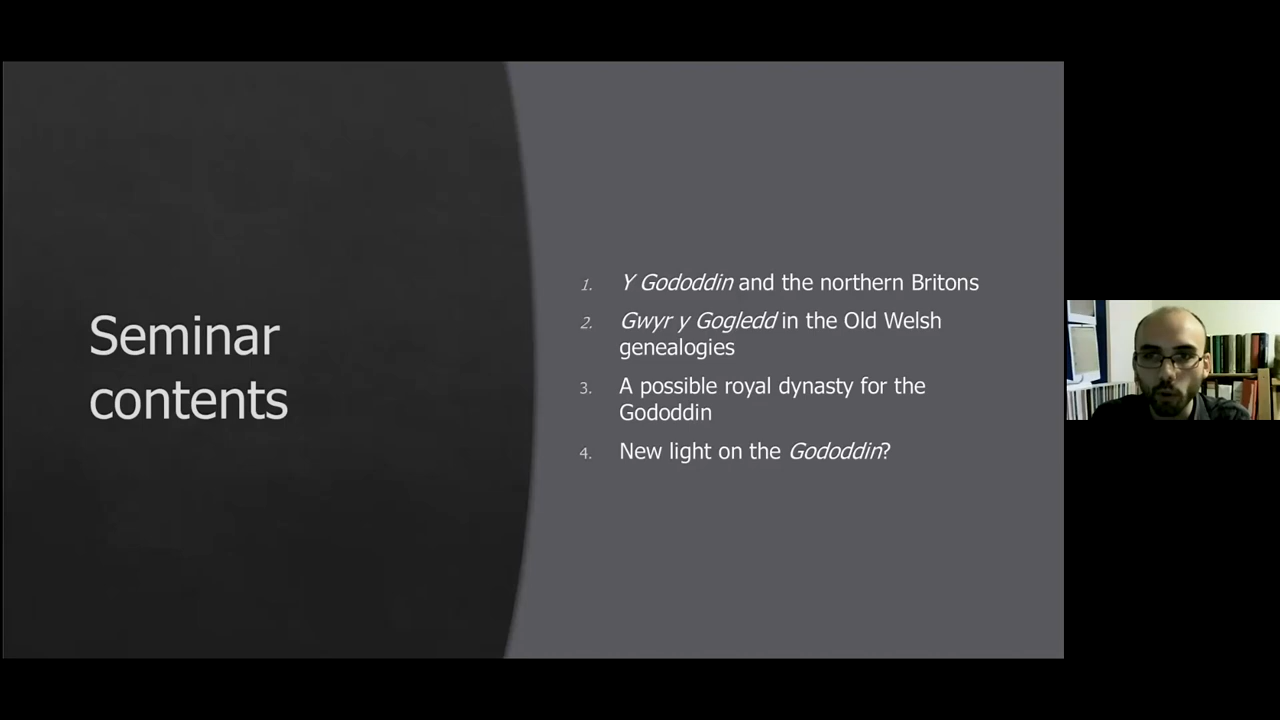 Seminar
contents
1. Y Gododdin and the northern Britons
2. Gwyr y Gogledd in the Old Welsh
genealogies
3. A possible royal dynasty for the
Gododdin
4. New light on the Gododdin?